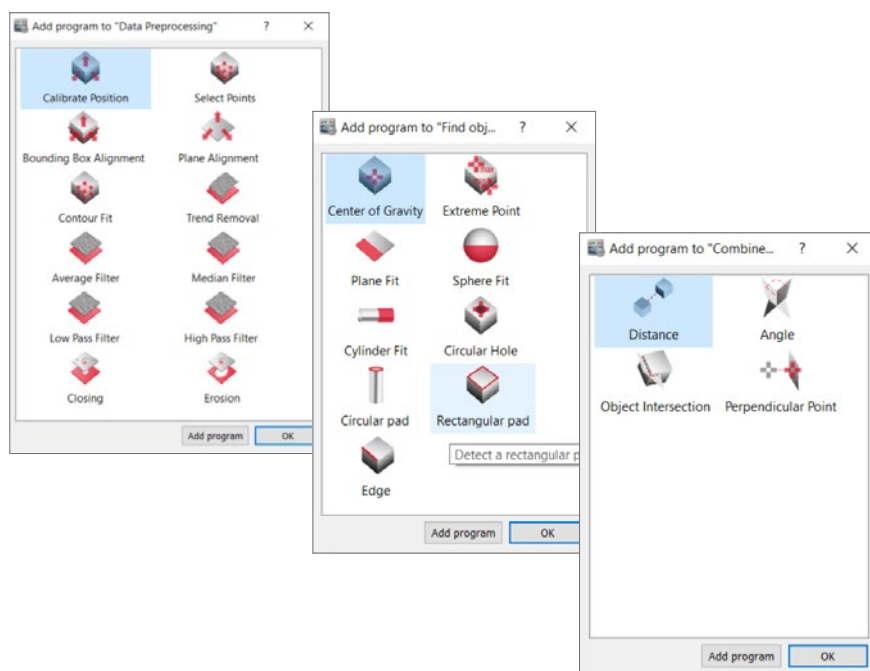 Add program to "Data Preprocessing" ? ×
Calibrate Position Select Points
Bounding Box Alignment Plane Alignment
Contour Fit Trend Removal
Average Filter Median Filter
Low Pass Filter High Pass Filter
Closing Erosion
Add program OK
Add program to "Find obj... ? ×
Center of Gravity Extreme Point
Plane Fit Sphere Fit
Cylinder Fit Circular Hole
Circular pad Rectangular pad
Detect a rectangular p
Edge
Add program OK
Add program to "Combine... ? ×
Distance Angle
Object Intersection Perpendicular Point
Add program OK